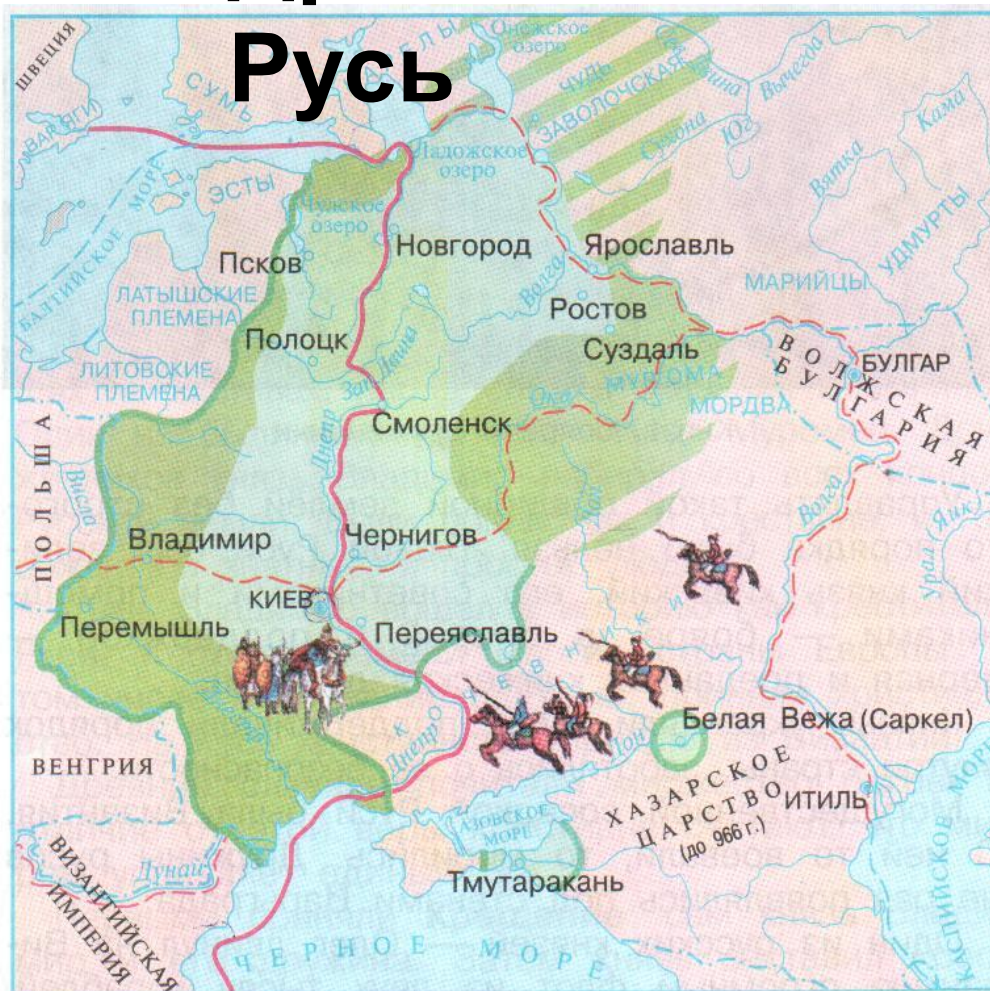 Русь
ШВЕЦИЯ
СУМЬ
Онежское
озеро
ЧУДЬ
ЗАВОЛОЧСКАЯ
Вычегда
Сухона
Юг
Кама
Вятка
ВАРЯГИ
Ладожское
озеро
ЭСТЫ
Чудское
озеро
БАЛТИЙСКОЕ МОРЕ
УДМУРТЫ
МАРИЙЦЫ
Новгород
Ярославль
Псков
Волга
ЛАТЫШСКИЕ
ПЛЕМЕНА
Ростов
Полоцк
Суздаль
Зап. Двина
ЛИТОВСКИЕ
ПЛЕМЕНА
МУРОМА
ВОЛЖСКАЯ
БУЛГАРИЯ
БУЛГАР
Ока
МОРДВА
Днепр
Смоленск
ПОЛЬША
Висла
Волга
Урал (Яик)
Владимир
Чернигов
КИЕВ
Перемышль
Переяславль
КОЧЕВНИКИ
Днестр
Днепр
Дон
Белая Вежа (Саркел)
ВЕНГРИЯ
ХАЗАРСКОЕ
ЦАРСТВО
(до 966 г.)
ИТИЛЬ
АЗОВСКОЕ
МОРЕ
Дунай
Тмутаракань
ВИЗАНТИЙСКАЯ
ИМПЕРИЯ
ЧЕРНОЕ МОРЕ
КАСПИЙСКОЕ МОРЕ